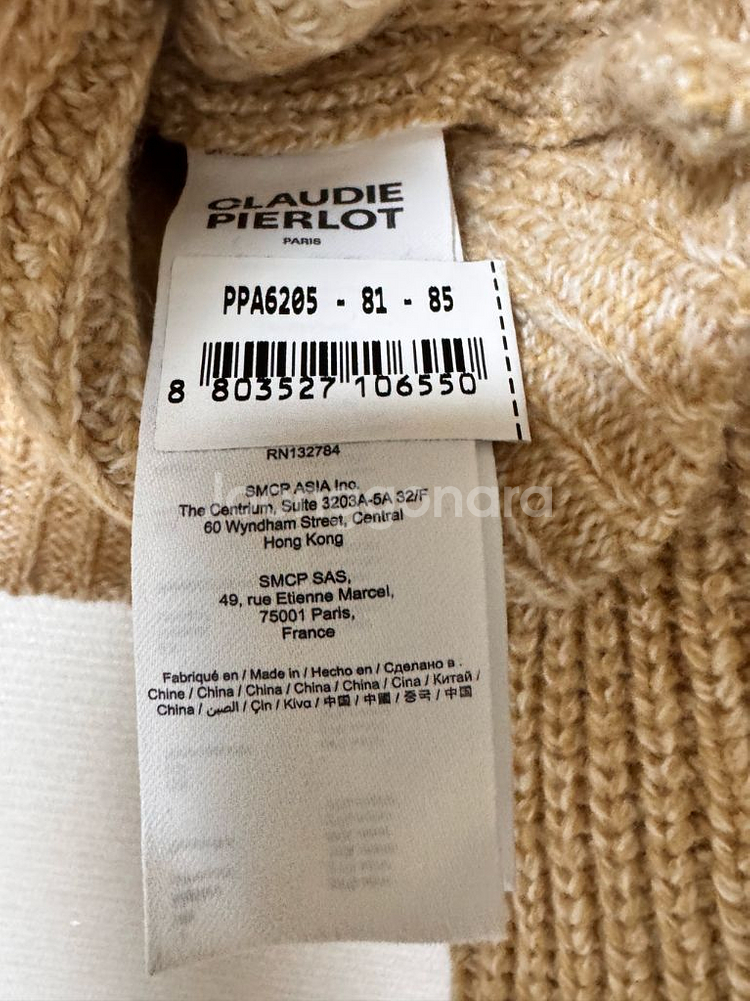 CLAUDIE
PIERLOT
PARIS
PPA6205 - 81 - 85
8 803527 106550
RN132784
SMCP ASIA Inc.
The Centrium, Suite 3203A-5A 32/F
60 Wyndham Street, Central
Hong Kong
SMCP SAS,
49, rue Etienne Marcel,
75001 Paris,
France
Fabriqué en / Made in / Hecho en / Сделано в .
Chine / China / China / China / China / Cina / Китай /
China / الصين / Çin / Κίνα / 中国 / 中國 / 중국 / 中国